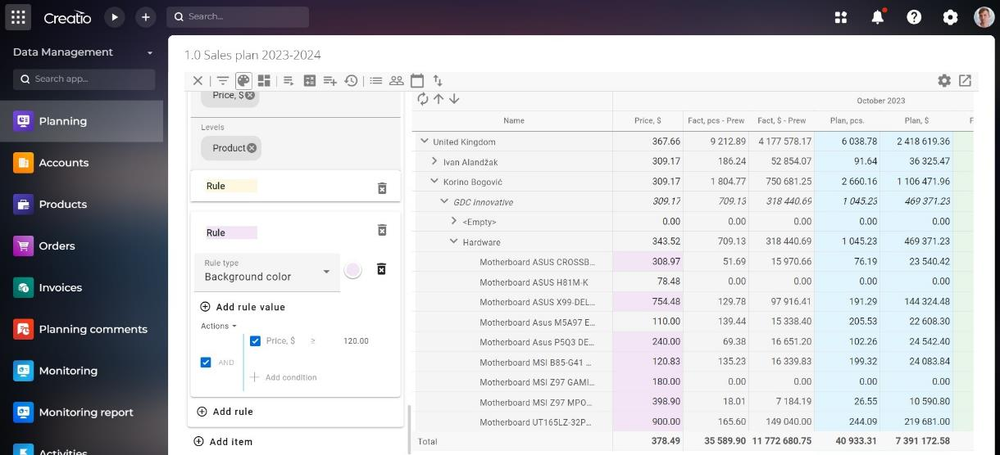 Creatio
Search...
Data Management
Search app...
Planning
Accounts
Products
Orders
Invoices
Planning comments
Monitoring
Monitoring report
Activities
1.0 Sales plan 2023-2024
Price, $
Levels
Product
Rule
Rule
Rule type
Background color
Add rule value
Actions
Price, $ ≥ 120.00
AND
Add condition
Add rule
Add item
October 2023
Name Price, $ Fact, pcs - Prew Fact, $ - Prew Plan, pcs. Plan, $ F
United Kingdom 367.66 9 212.89 4 177 578.17 6 038.78 2 418 619.36
Ivan Alandžak 309.17 186.24 52 854.07 91.64 36 325.47
Korino Bogović 309.17 1 804.77 750 681.25 2 660.16 1 106 471.96
GDC Innovative 309.17 709.13 318 440.69 1 045.23 469 371.23
<Empty> 0.00 0.00 0.00 0.00 0.00
Hardware 343.52 709.13 318 440.69 1 045.23 469 371.23
Motherboard ASUS CROSSB... 308.97 51.69 15 970.66 76.19 23 540.42
Motherboard ASUS H81M-K 78.48 0.00 0.00 0.00 0.00
Motherboard ASUS X99-DEL... 754.48 129.78 97 916.41 191.29 144 324.48
Motherboard Asus M5A97 E... 110.00 139.44 15 338.40 205.53 22 608.30
Motherboard Asus P5Q3 DE... 240.00 69.38 16 651.20 102.26 24 542.40
Motherboard MSI B85-G41 ... 120.83 135.23 16 339.83 199.32 24 083.84
Motherboard MSI Z97 GAMI... 180.00 0.00 0.00 0.00 0.00
Motherboard MSI Z97 MPO... 398.90 18.01 7 184.19 26.55 10 590.80
Motherboard UT165LZ-32P... 900.00 165.60 149 040.00 244.09 219 681.00
Total 378.49 35 589.90 11 772 680.75 40 933.31 7 391 172.58